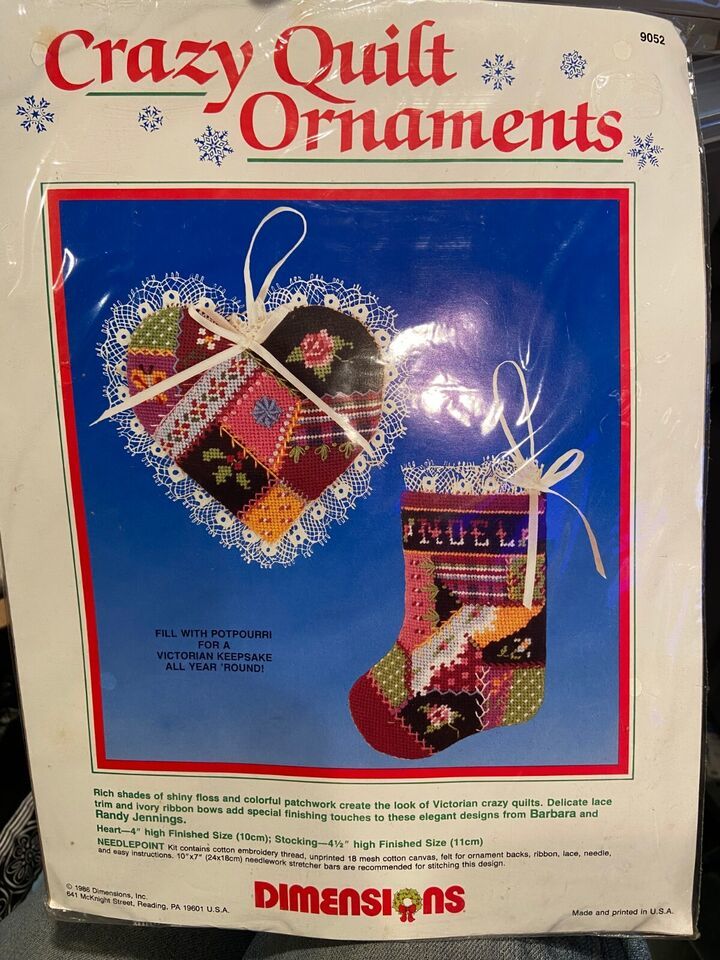 9052
Crazy Quilt
Ornaments
NOEL
FILL WITH POTPOURRI
FOR A
VICTORIAN KEEPSAKE
ALL YEAR 'ROUND!
Rich shades of shiny floss and colorful patchwork create the look of Victorian crazy quilts. Delicate lace
trim and ivory ribbon bows add special finishing touches to these elegant designs from Barbara and
Randy Jennings.
Heart—4" high Finished Size (10cm); Stocking—4½" high Finished Size (11cm)
NEEDLEPOINT Kit contains cotton embroidery thread, unprinted 18 mesh cotton canvas, felt for ornament backs, ribbon, lace, needle,
and easy instructions. 10"x7" (24x18cm) needlework stretcher bars are recommended for stitching this design.
© 1986 Dimensions, Inc.
641 McKnight Street, Reading, PA 19601 U.S.A.
DIMENSIONS
Made and printed in U.S.A.